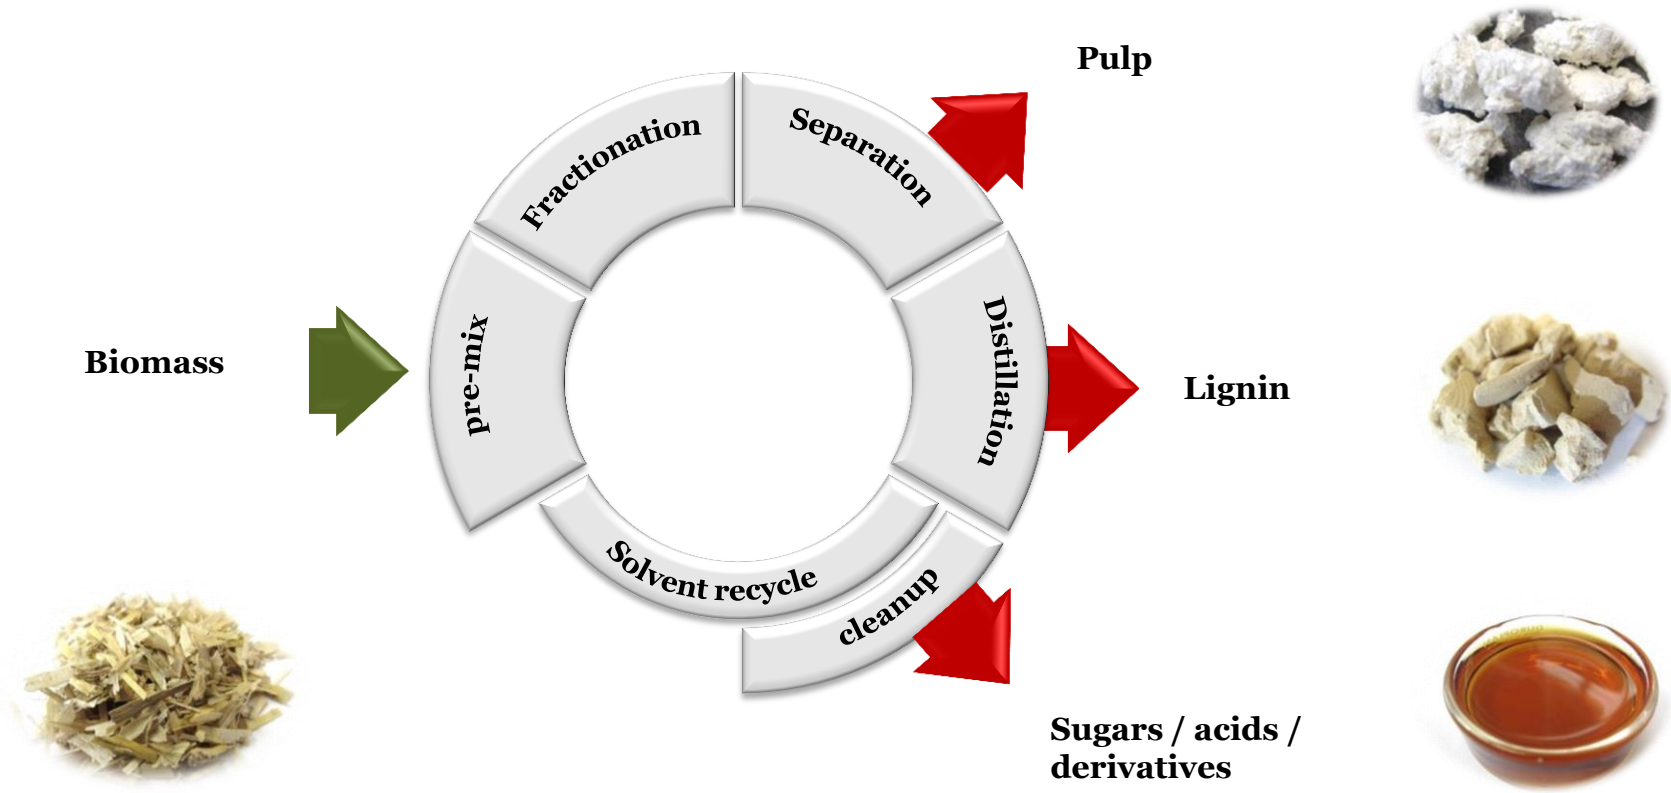 Pulp
Separation
Fractionation
Distillation
pre-mix
Biomass
Lignin
Solvent recycle
cleanup
Sugars / acids /
derivatives